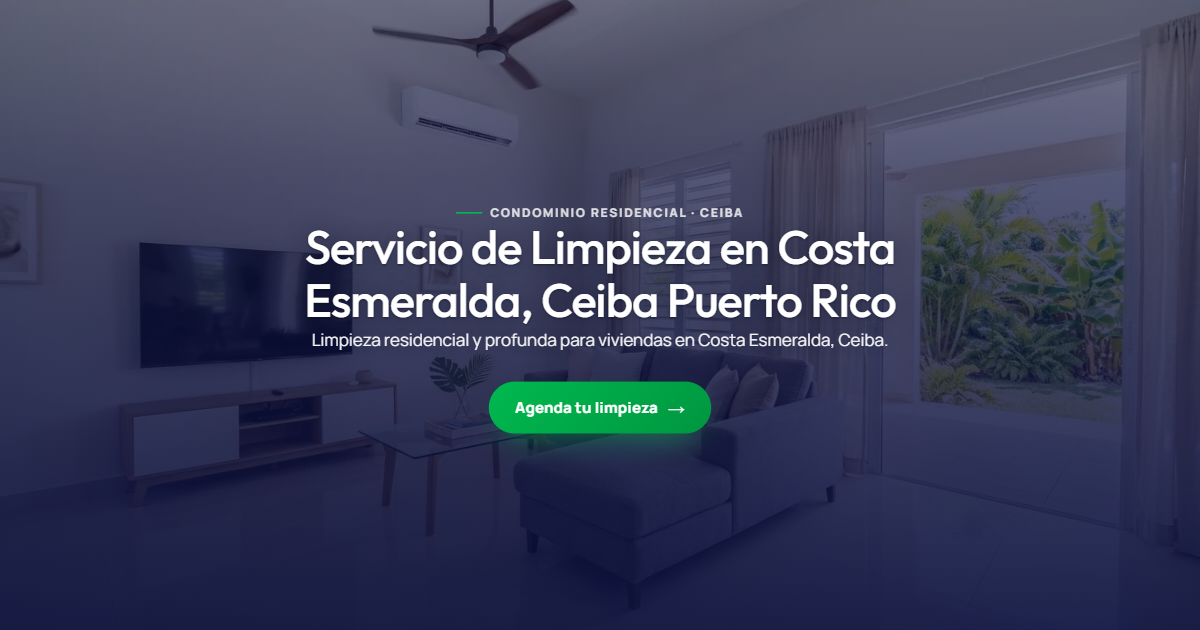 CONDOMINIO RESIDENCIAL · CEIBA
Servicio de Limpieza en Costa
Esmeralda, Ceiba Puerto Rico
Limpieza residencial y profunda para viviendas en Costa Esmeralda, Ceiba.
Agenda tu limpieza →